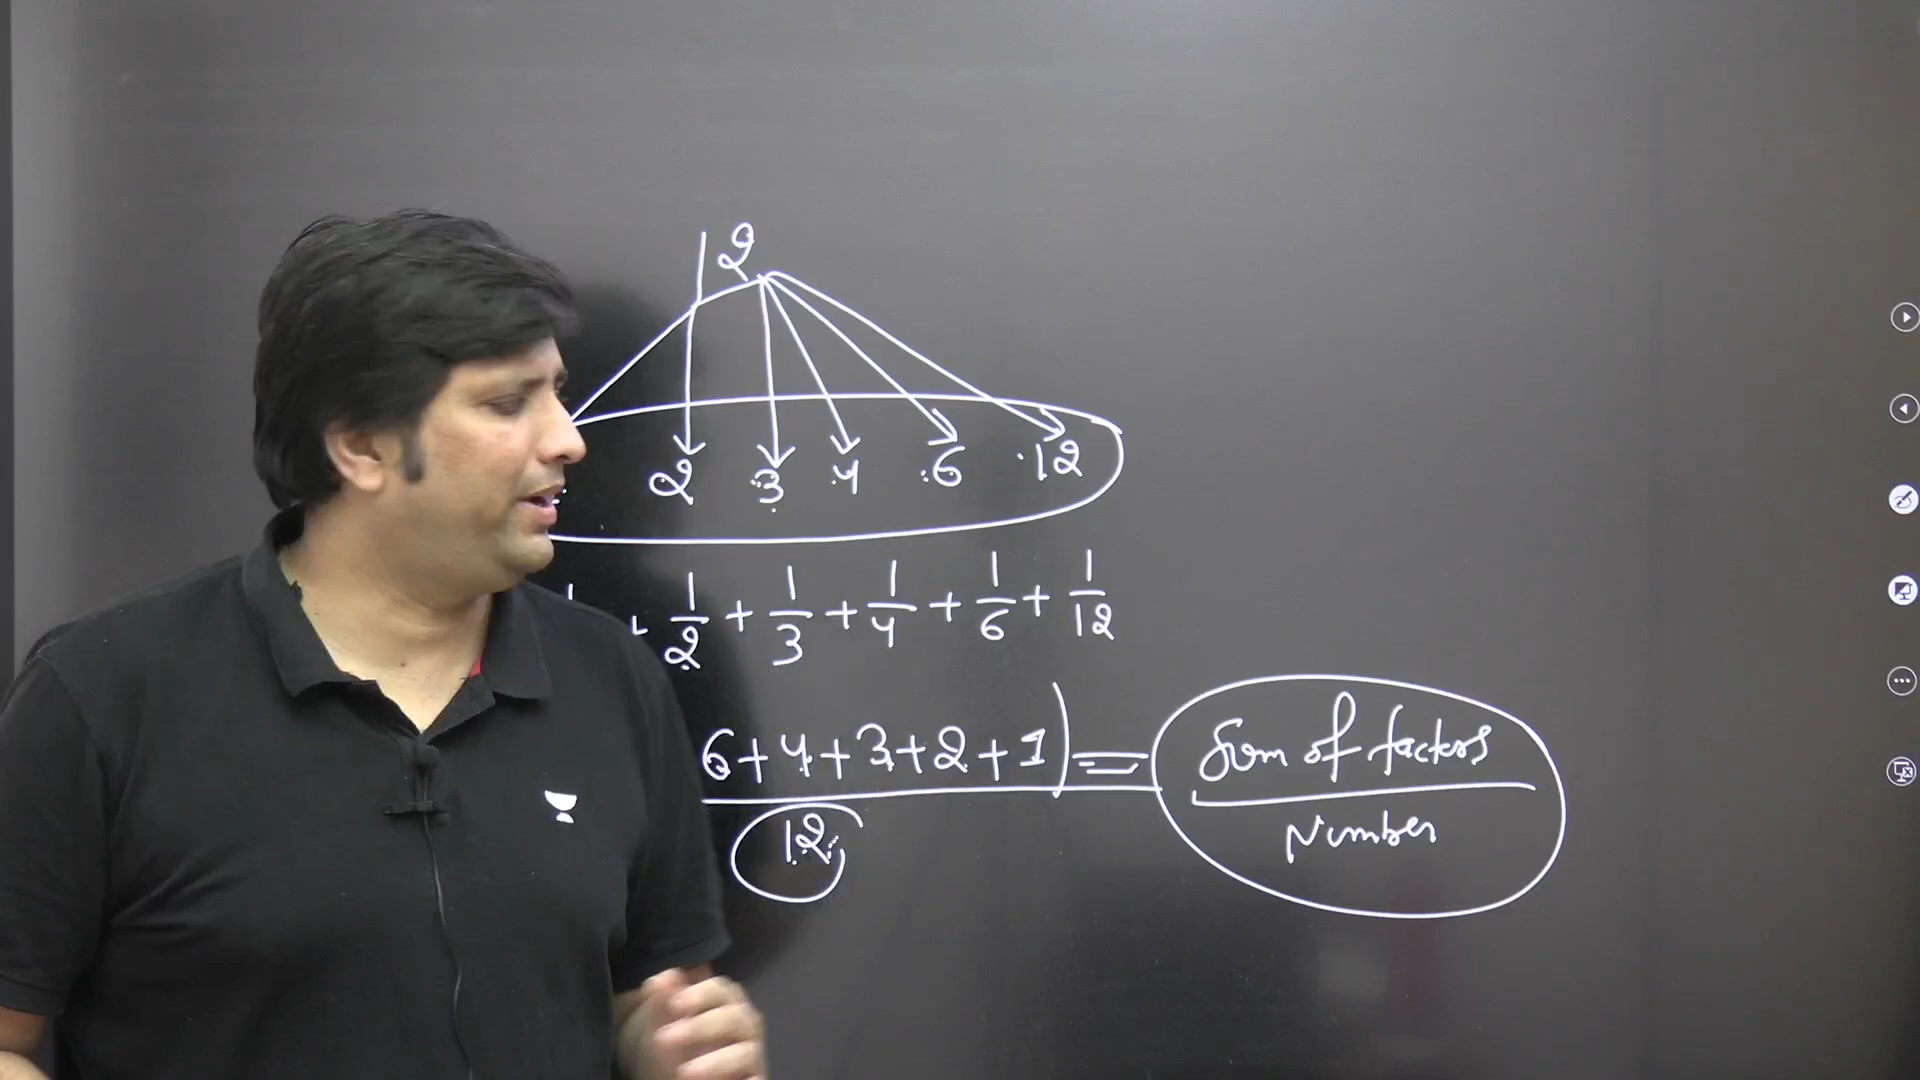 12
2 3 4 6 12
+ 1/2 + 1/3 + 1/4 + 1/6 + 1/12
6+4+3+2+1) = Sum of factors
12 Number